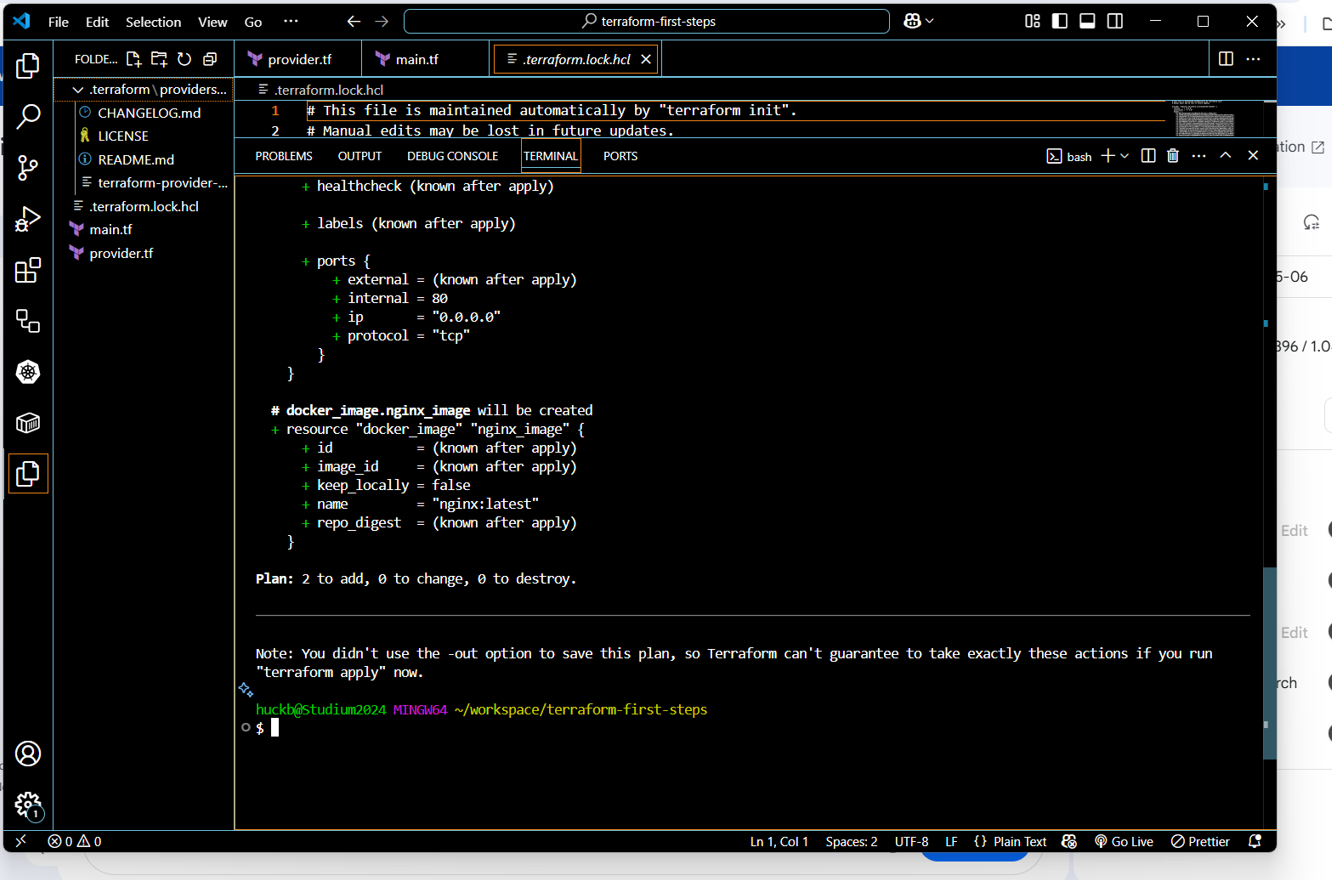 File Edit Selection View Go ··· terraform-first-steps
FOLDE... provider.tf main.tf .terraform.lock.hcl
.terraform\providers...
CHANGELOG.md
LICENSE
README.md
terraform-provider-...
.terraform.lock.hcl
main.tf
provider.tf
.terraform.lock.hcl
1 # This file is maintained automatically by "terraform init".
2 # Manual edits may be lost in future updates.
PROBLEMS OUTPUT DEBUG CONSOLE TERMINAL PORTS bash
+ healthcheck (known after apply)
+ labels (known after apply)
+ ports {
+ external = (known after apply)
+ internal = 80
+ ip = "0.0.0.0"
+ protocol = "tcp"
}
}
# docker_image.nginx_image will be created
+ resource "docker_image" "nginx_image" {
+ id = (known after apply)
+ image_id = (known after apply)
+ keep_locally = false
+ name = "nginx:latest"
+ repo_digest = (known after apply)
}
Plan: 2 to add, 0 to change, 0 to destroy.
Note: You didn't use the -out option to save this plan, so Terraform can't guarantee to take exactly these actions if you run
"terraform apply" now.
huckb@Studium2024 MINGW64 ~/workspace/terraform-first-steps
$
1
0 0 Ln 1, Col 1 Spaces: 2 UTF-8 LF {} Plain Text Go Live Prettier
5-06
396 / 1.0
Edit
Edit